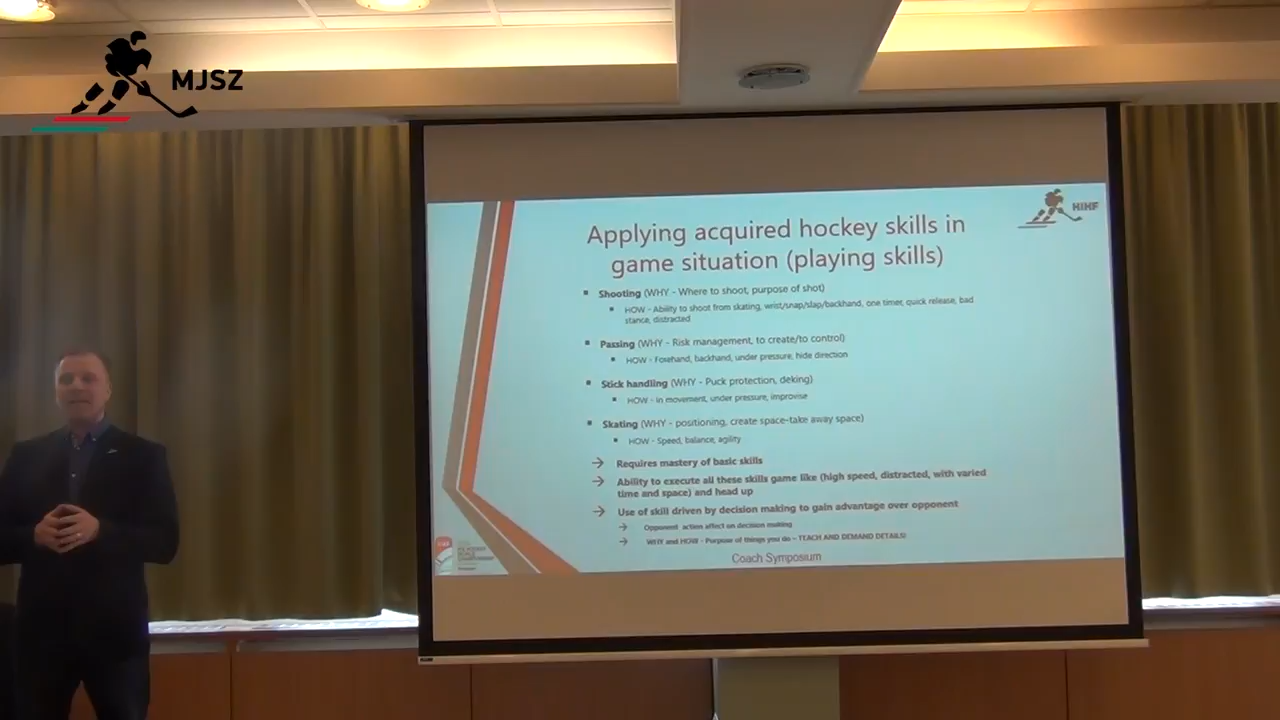 MJSZ
HIHF
Applying acquired hockey skills in
game situation (playing skills)
Shooting (WHY - Where to shoot, purpose of shot)
HOW - Ability to shoot from skating, wrist/snap/slap/backhand, one timer, quick release, bad
stance, distracted
Passing (WHY - Risk management, to create/to control)
HOW - Forehand, backhand, under pressure, hide direction
Stick handling (WHY - Puck protection, deking)
HOW - In movement, under pressure, improvise
Skating (WHY - positioning, create space-take away space)
HOW - Speed, balance, agility
→ Requires mastery of basic skills
→ Ability to execute all these skills game like (high speed, distracted, with varied
time and space) and head up
→ Use of skill driven by decision making to gain advantage over opponent
→ Opponent action affect on decision making
→ WHY and HOW - Purpose of things you do – TEACH AND DEMAND DETAILS!
Coach Symposium